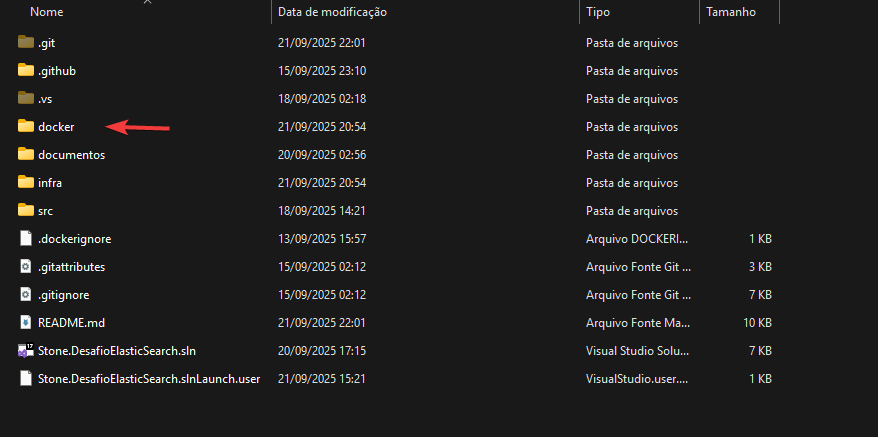 Nome Data de modificação Tipo Tamanho
.git 21/09/2025 22:01 Pasta de arquivos
.github 15/09/2025 23:10 Pasta de arquivos
.vs 18/09/2025 02:18 Pasta de arquivos
docker 21/09/2025 20:54 Pasta de arquivos
documentos 20/09/2025 02:56 Pasta de arquivos
infra 21/09/2025 20:54 Pasta de arquivos
src 18/09/2025 14:21 Pasta de arquivos
.dockerignore 13/09/2025 15:57 Arquivo DOCKERI... 1 KB
.gitattributes 15/09/2025 02:12 Arquivo Fonte Git ... 3 KB
.gitignore 15/09/2025 02:12 Arquivo Fonte Git ... 7 KB
README.md 21/09/2025 22:01 Arquivo Fonte Ma... 10 KB
Stone.DesafioElasticSearch.sln 20/09/2025 17:15 Visual Studio Solu... 7 KB
Stone.DesafioElasticSearch.slnLaunch.user 21/09/2025 15:21 VisualStudio.user.... 1 KB